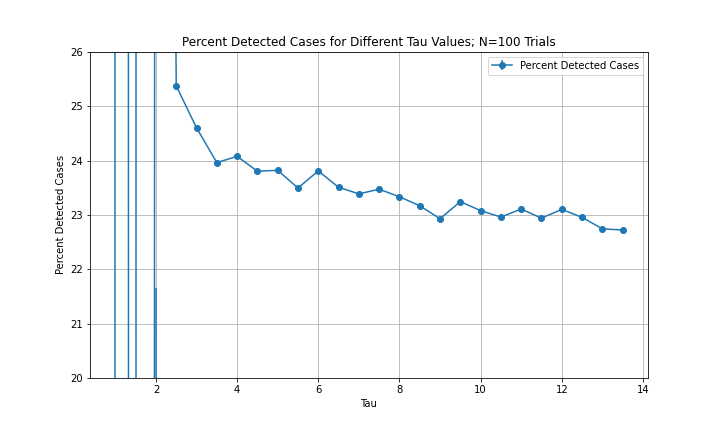 Percent Detected Cases for Different Tau Values; N=100 Trials
Percent Detected Cases
26
25
24
23
22
21
20
Percent Detected Cases
2 4 6 8 10 12 14
Tau